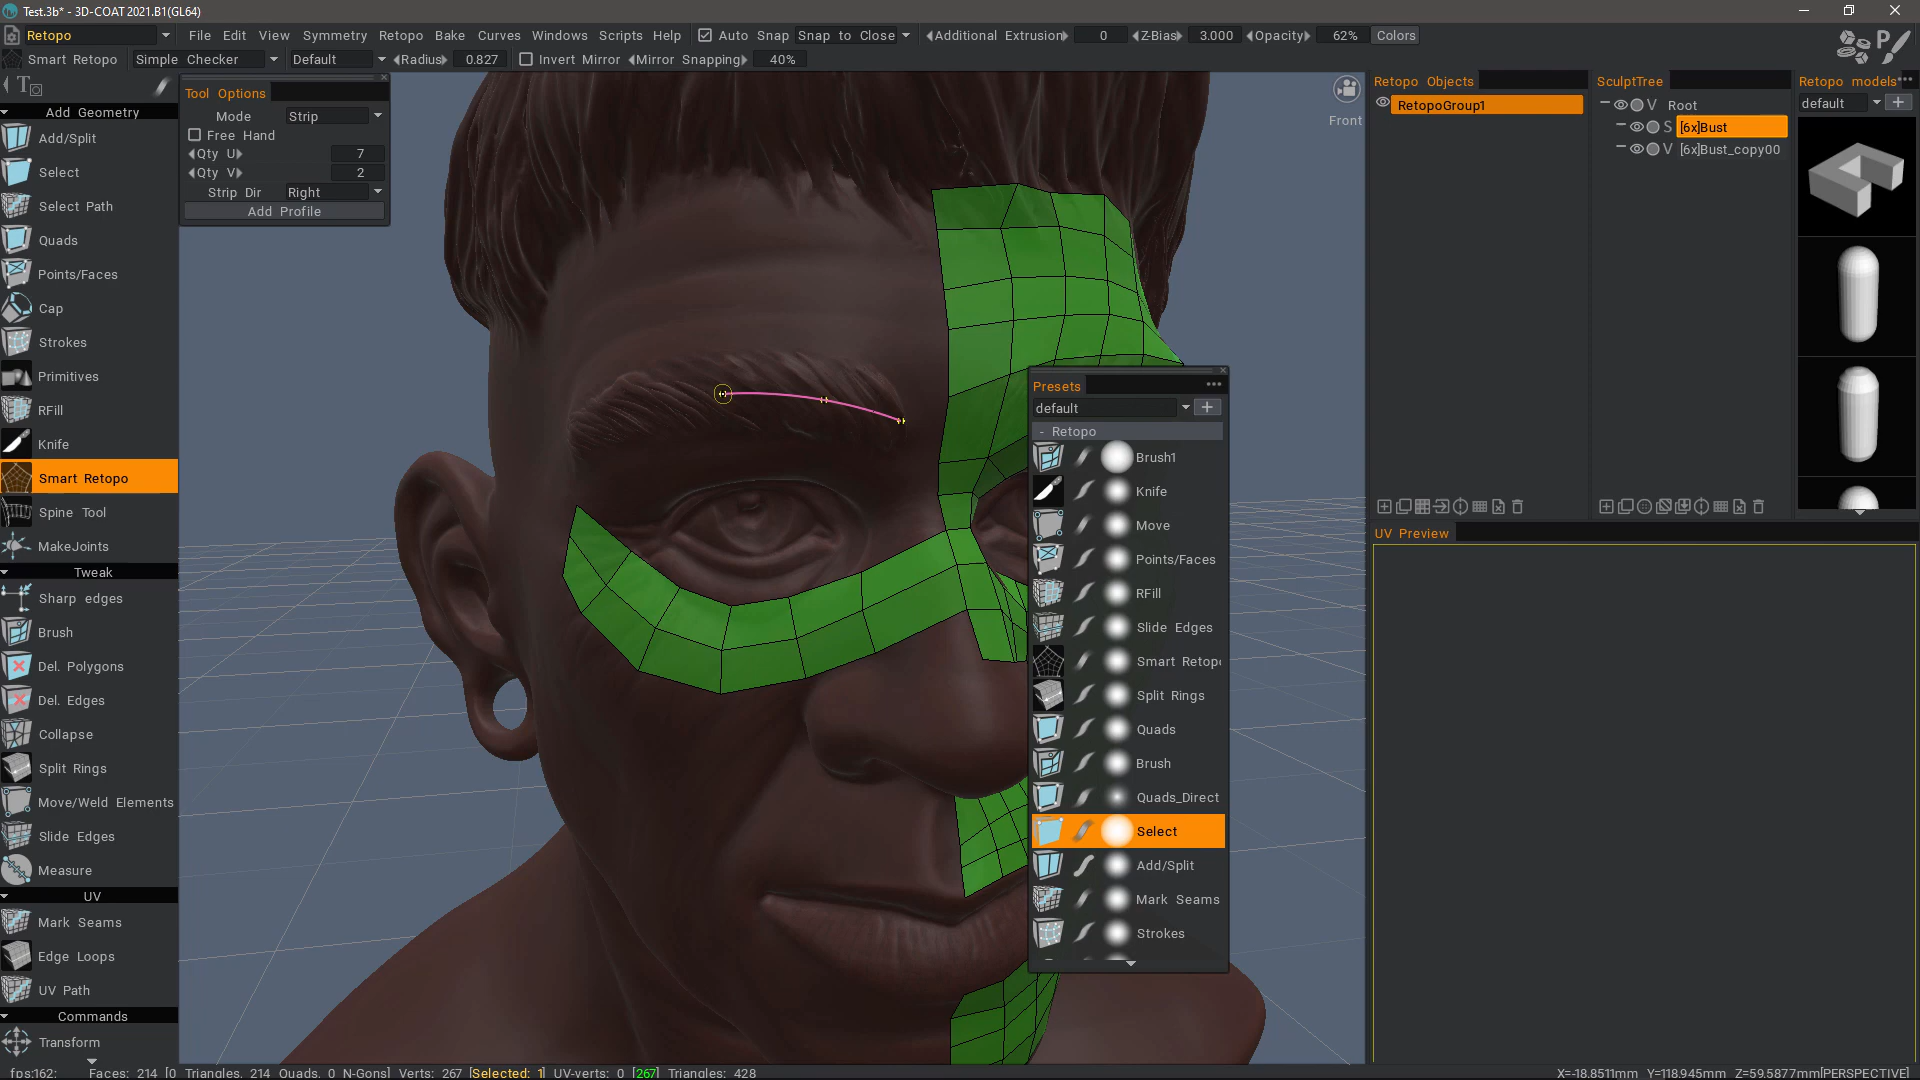 Test.3b* - 3D-COAT 2021.B1(GL64)
Retopo File Edit View Symmetry Retopo Bake Curves Windows Scripts Help Auto Snap Snap to Close Additional Extrusion 0 Z-Bias 3.000 Opacity 62% Colors
Smart Retopo Simple Checker Default Radius 0.827 Invert Mirror Mirror Snapping 40%
Add Geometry
Add/Split
Select
Select Path
Quads
Points/Faces
Cap
Strokes
Primitives
RFill
Knife
Smart Retopo
Spine Tool
MakeJoints
Tweak
Sharp edges
Brush
Del. Polygons
Del. Edges
Collapse
Split Rings
Move/Weld Elements
Slide Edges
Measure
UV
Mark Seams
Edge Loops
UV Path
Commands
Transform
Tool Options
Mode Strip
Free Hand
Qty U 7
Qty V 2
Strip Dir Right
Add Profile
Front
Presets
default
- Retopo
Brush1
Knife
Move
Points/Faces
RFill
Slide Edges
Smart Retop
Split Rings
Quads
Brush
Quads_Direct
Select
Add/Split
Mark Seams
Strokes
Retopo Objects
RetopoGroup1
SculptTree
V Root
S [6x]Bust
V [6x]Bust_copy00
Retopo models
default
UV Preview
fps:162: Faces: 214 [0 Triangles, 214 Quads, 0 N-Gons] Verts: 267 [Selected: 1] UV-verts: 0 [267] Triangles: 428
X=-18.8511mm Y=118.945mm Z=59.5877mm[PERSPECTIVE]